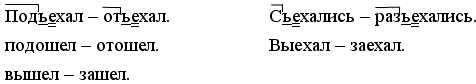 Подъехал – отъехал.
подошел – отошел.
вышел – зашел.
Съехались – разъехались.
Выехал – заехал.